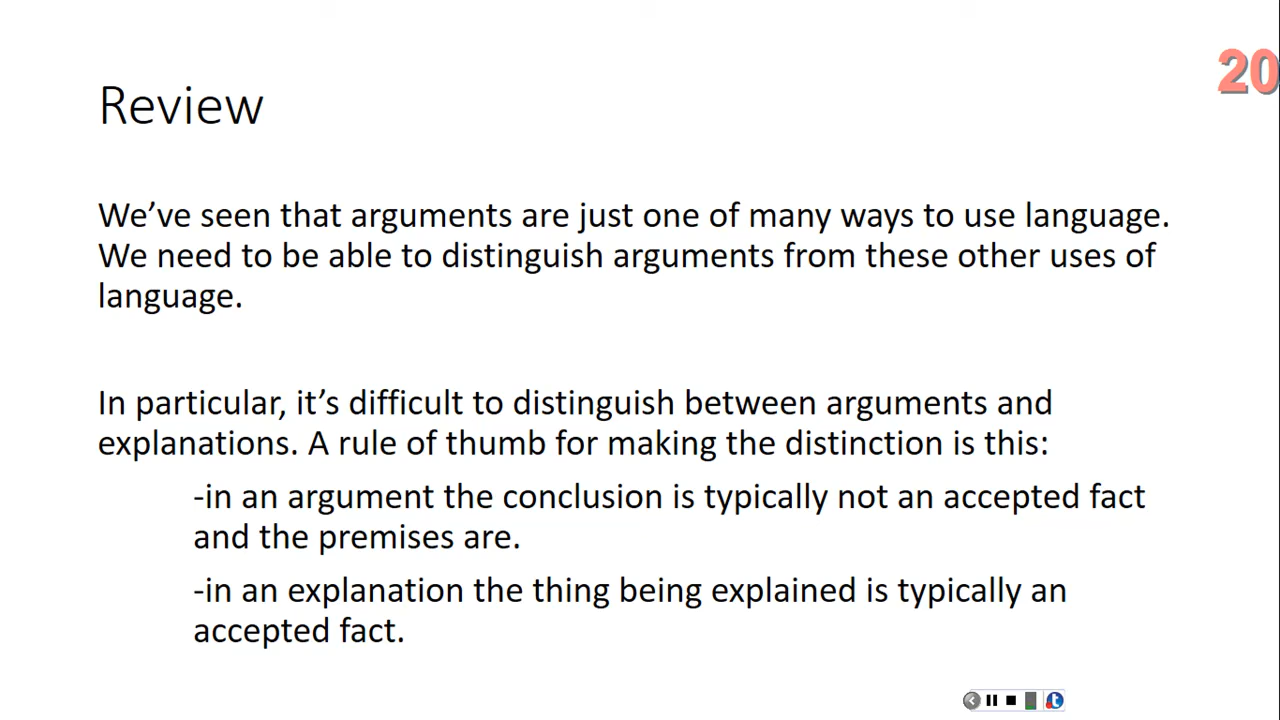 20
Review
We’ve seen that arguments are just one of many ways to use language.
We need to be able to distinguish arguments from these other uses of
language.
In particular, it’s difficult to distinguish between arguments and
explanations. A rule of thumb for making the distinction is this:
-in an argument the conclusion is typically not an accepted fact
and the premises are.
-in an explanation the thing being explained is typically an
accepted fact.
t